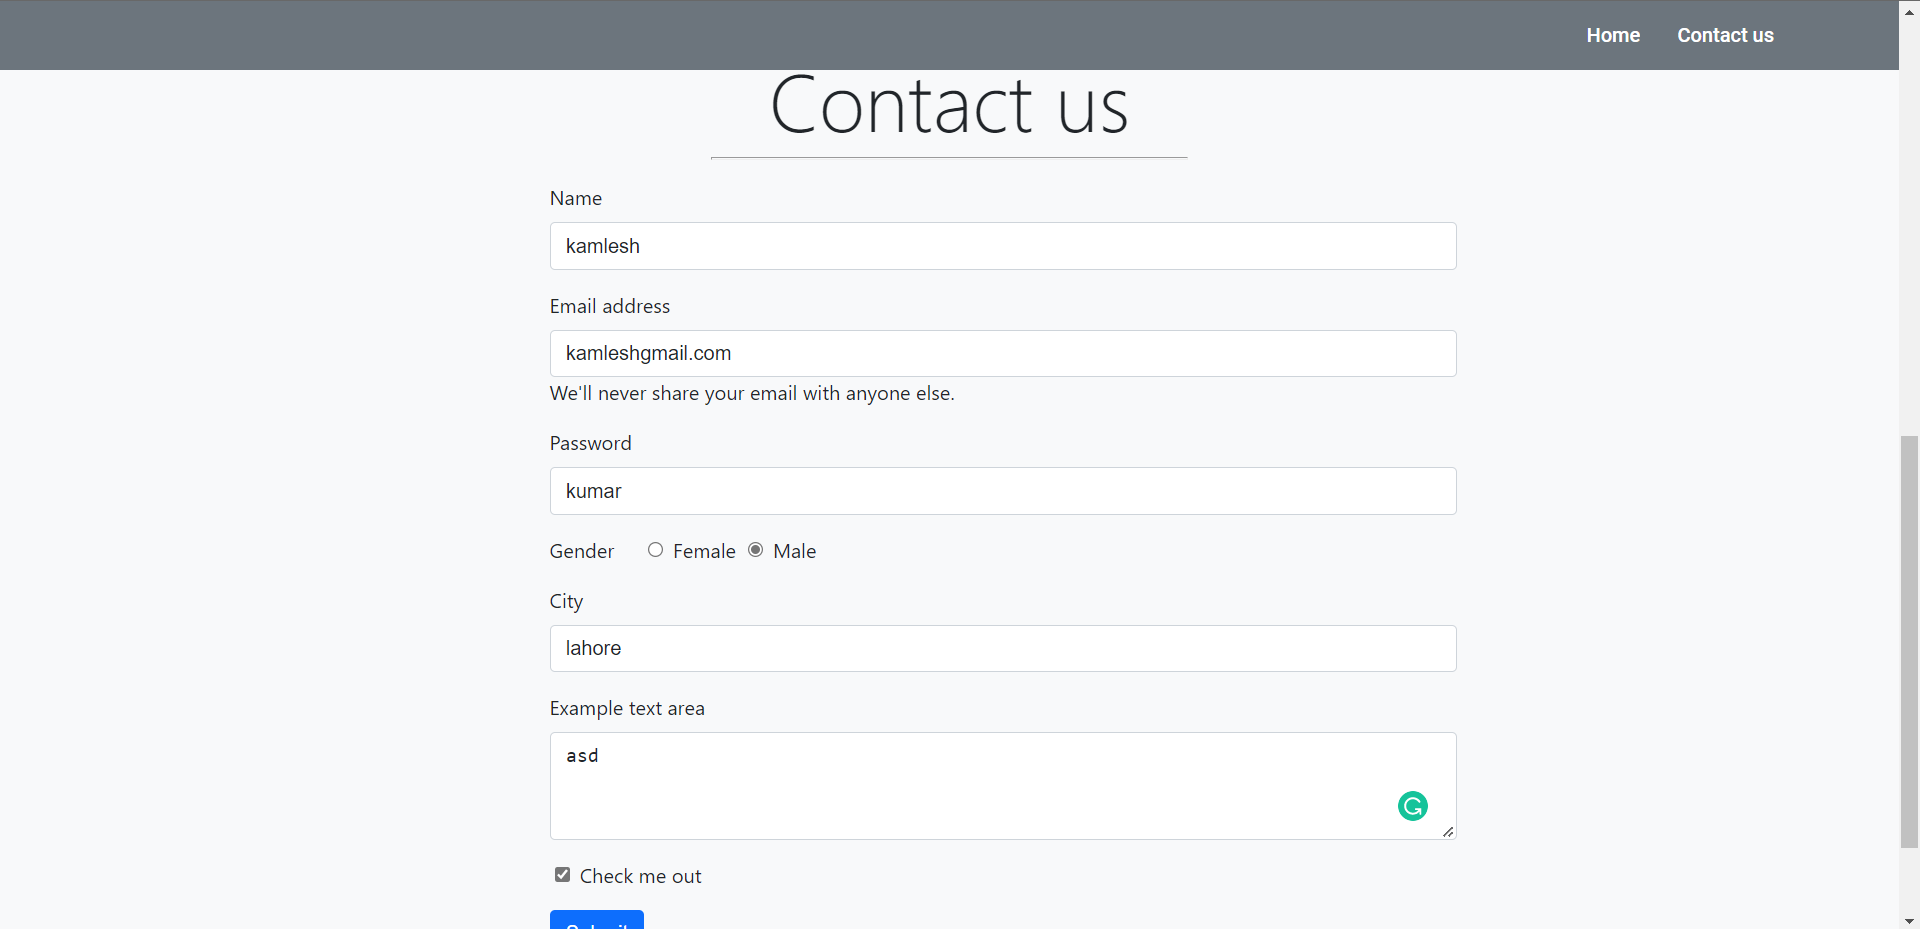 Home Contact us
Contact us
Name
kamlesh
Email address
kamleshgmail.com
We'll never share your email with anyone else.
Password
kumar
Gender Female Male
City
lahore
Example text area
asd
Check me out
Submit